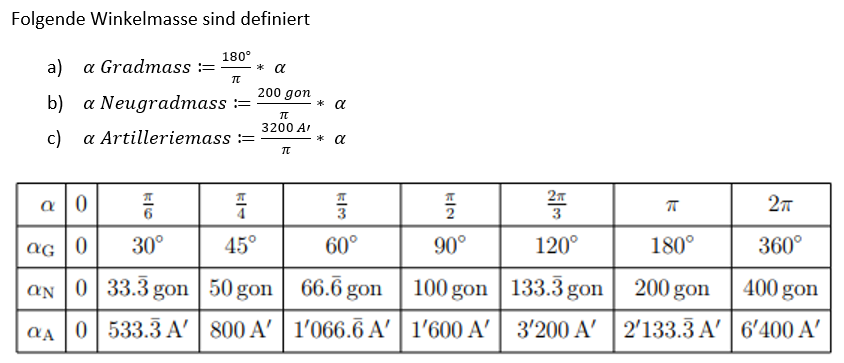 Folgende Winkelmasse sind definiert
a) α Gradmass := 180°/π * α
b) α Neugradmass := 200 gon/π * α
c) α Artilleriemass := 3200 A′/π * α
α 0 π/6 π/4 π/3 π/2 2π/3 π 2π
αG 0 30° 45° 60° 90° 120° 180° 360°
αN 0 33.3̄ gon 50 gon 66.6̄ gon 100 gon 133.3̄ gon 200 gon 400 gon
αA 0 533.3̄ A′ 800 A′ 1′066.6̄ A′ 1′600 A′ 3′200 A′ 2′133.3̄ A′ 6′400 A′